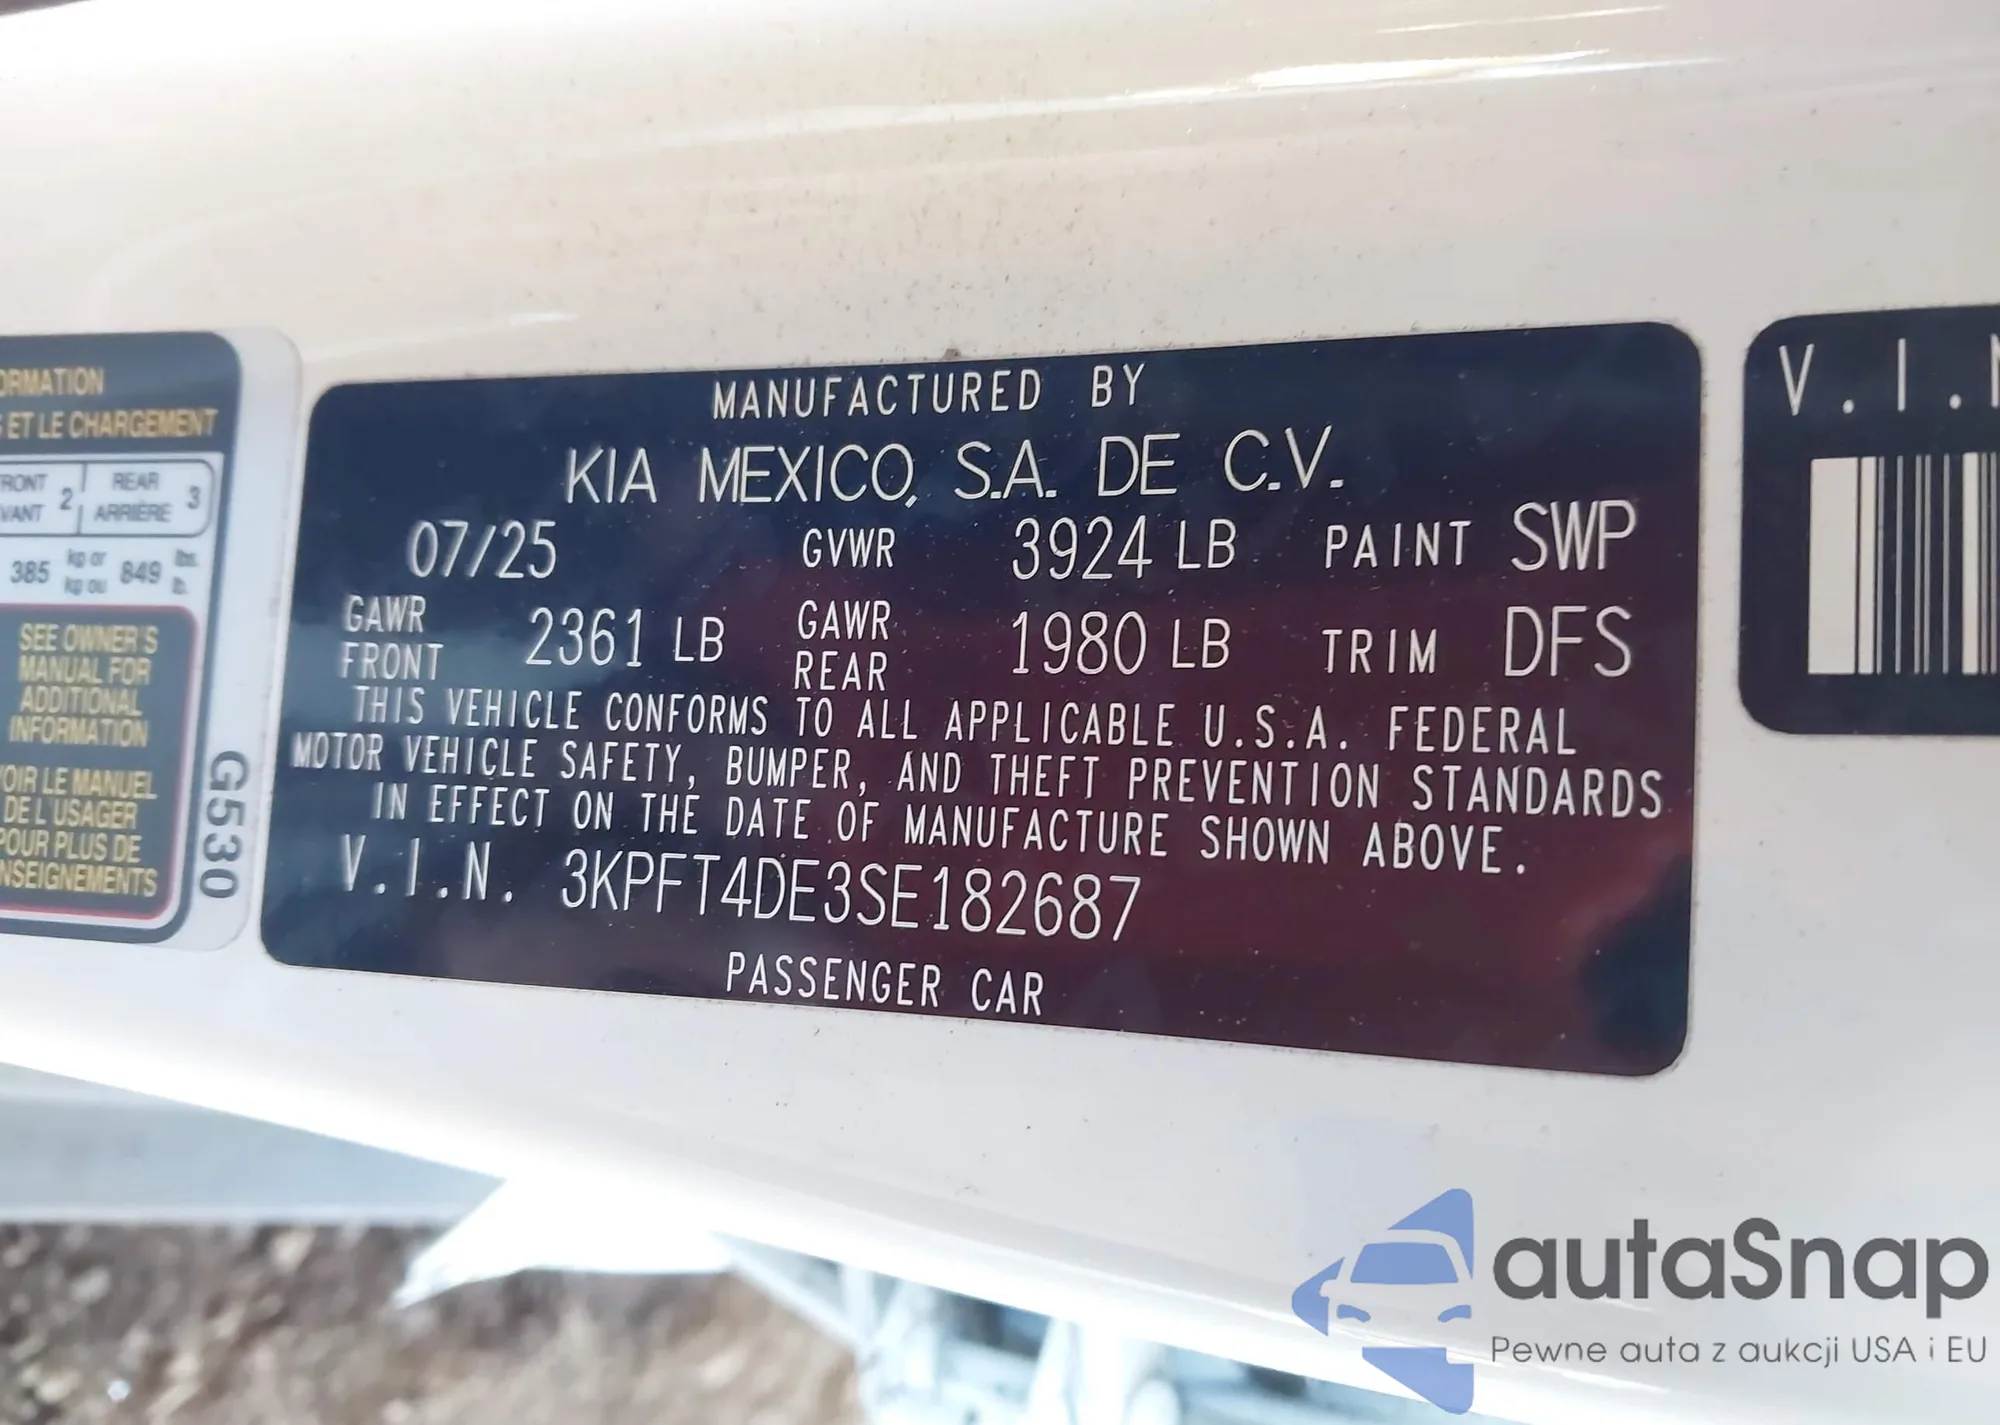 MANUFACTURED BY
KIA MEXICO, S.A. DE C.V.
07/25 GVWR 3924 LB PAINT SWP
GAWR FRONT 2361 LB GAWR REAR 1980 LB TRIM DFS
THIS VEHICLE CONFORMS TO ALL APPLICABLE U.S.A. FEDERAL
MOTOR VEHICLE SAFETY, BUMPER, AND THEFT PREVENTION STANDARDS
IN EFFECT ON THE DATE OF MANUFACTURE SHOWN ABOVE.
V.I.N. 3KPFT4DE3SE182687
PASSENGER CAR
ORMATION
ET LE CHARGEMENT
RONT 2 REAR 3
VANT ARRIÈRE
385 kg or 849 lbs.
kg ou lb.
SEE OWNER'S
MANUAL FOR
ADDITIONAL
INFORMATION
OIR LE MANUEL
DE L'USAGER
POUR PLUS DE
NSEIGNEMENTS
G530
V.I.N
autaSnap
Pewne auta z aukcji USA i EU